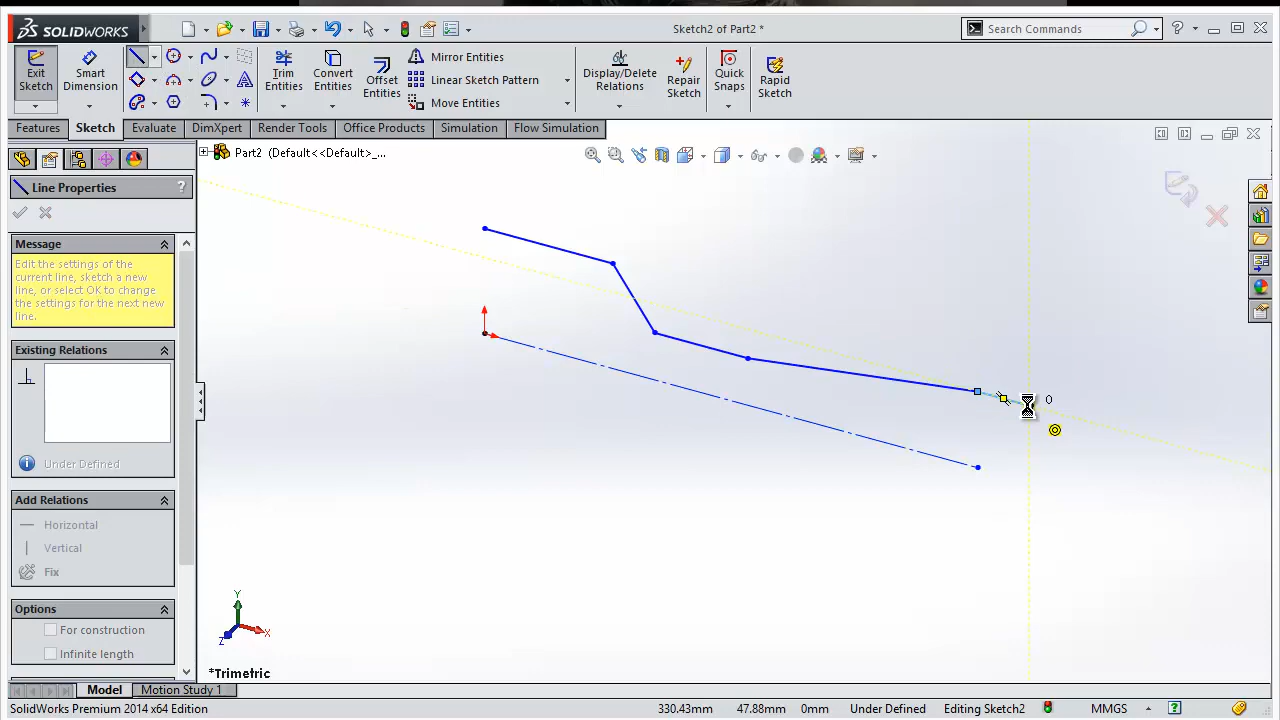 SOLIDWORKS
Sketch2 of Part2 *
Search Commands
Exit Sketch
Smart Dimension
Trim Entities
Convert Entities
Offset Entities
Mirror Entities
Linear Sketch Pattern
Move Entities
Display/Delete Relations
Repair Sketch
Quick Snaps
Rapid Sketch
Features Sketch Evaluate DimXpert Render Tools Office Products Simulation Flow Simulation
Part2 (Default<<Default>_...
Line Properties ?
Message
Edit the settings of the
current line, sketch a new
line, or select OK to change
the settings for the next new
line.
Existing Relations
Under Defined
Add Relations
Horizontal
Vertical
Fix
Options
For construction
Infinite length
0
Y
X
Z
*Trimetric
Model Motion Study 1
SolidWorks Premium 2014 x64 Edition 330.43mm 47.88mm 0mm Under Defined Editing Sketch2 MMGS